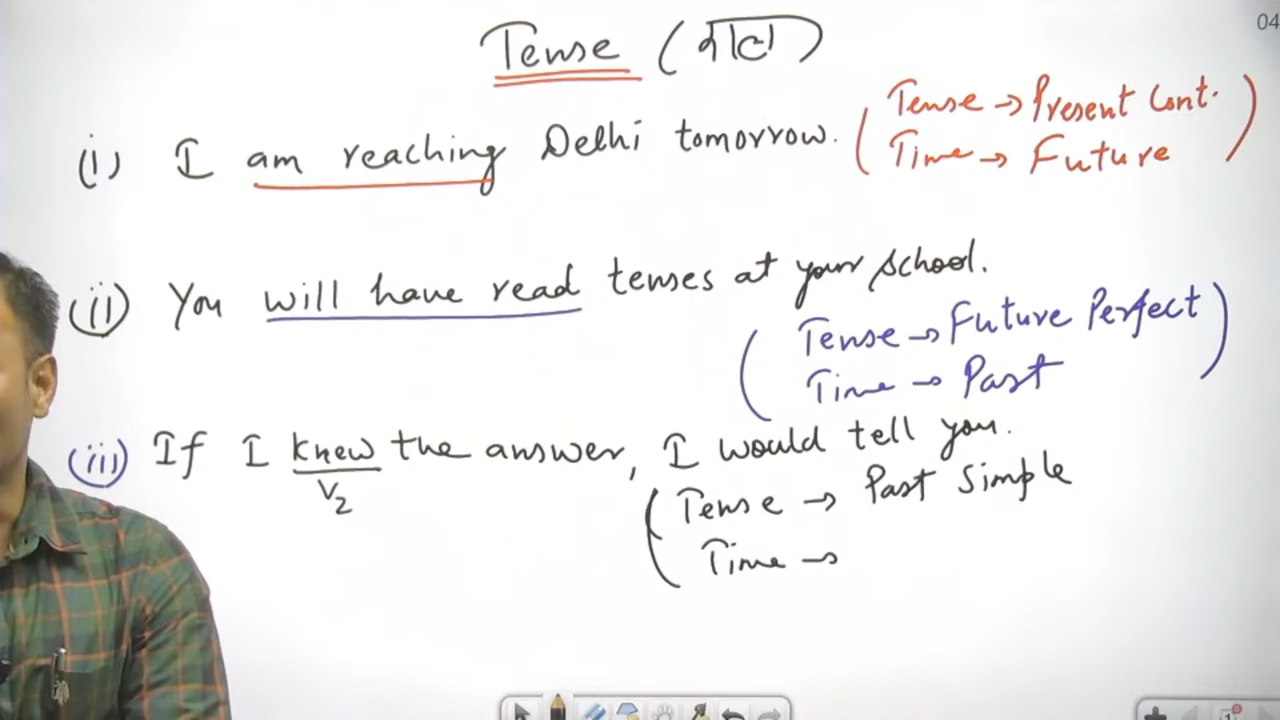 04
Tense
(i) I am reaching Delhi tomorrow. (Tense → Present Cont.
Time → Future)
(ii) You will have read tenses at your school.
(Tense → Future Perfect
Time → Past)
(iii) If I knew the answer, I would tell you.
V2
(Tense → Past Simple
Time →